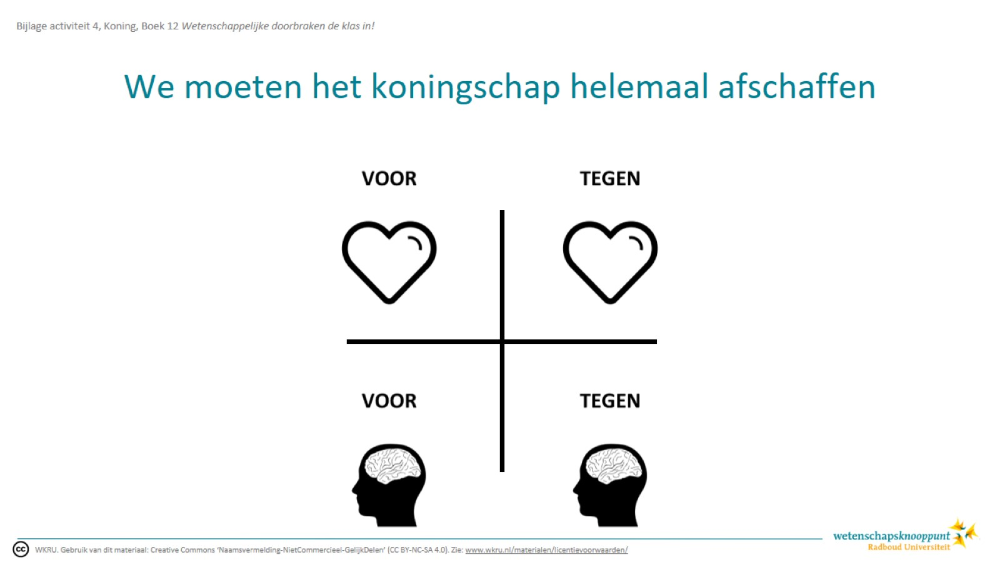 Bijlage activiteit 4, Koning, Boek 12 Wetenschappelijke doorbraken de klas in!
We moeten het koningschap helemaal afschaffen
VOOR TEGEN
VOOR TEGEN
wetenschapsknooppunt
Radboud Universiteit
cc WKRU. Gebruik van dit materiaal: Creative Commons ‘Naamsvermelding-NietCommercieel-GelijkDelen’ (CC BY-NC-SA 4.0). Zie: www.wkru.nl/materialen/licentievoorwaarden/